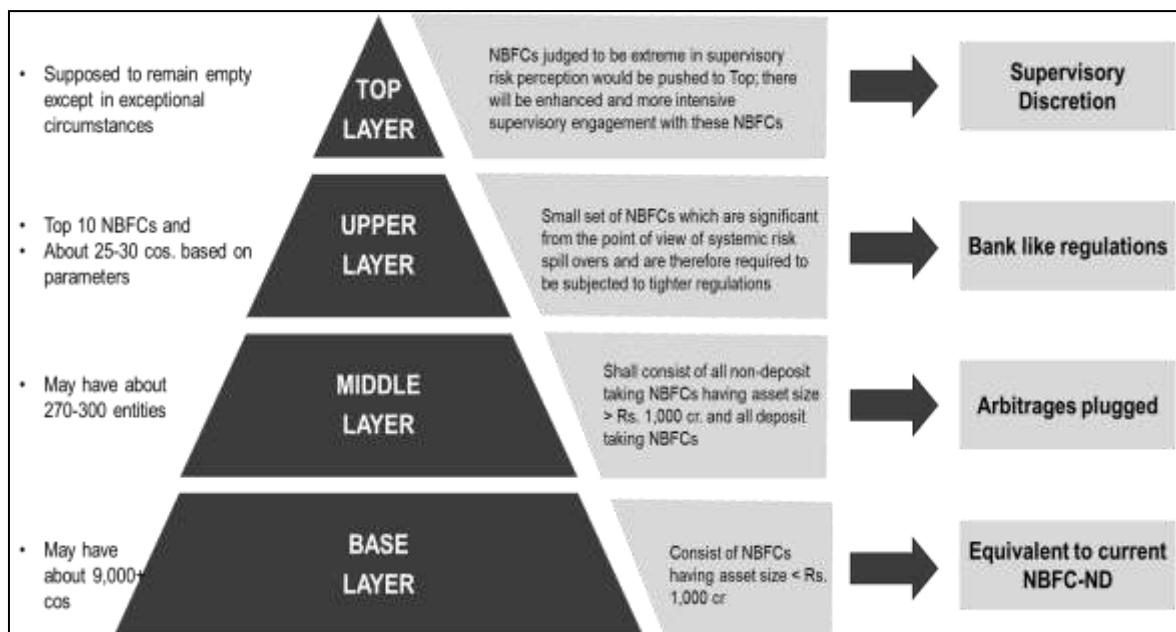 • Supposed to remain empty
except in exceptional
circumstances
TOP
LAYER
NBFCs judged to be extreme in supervisory
risk perception would be pushed to Top; there
will be enhanced and more intensive
supervisory engagement with these NBFCs
Supervisory
Discretion
• Top 10 NBFCs and
• About 25-30 cos. based on
parameters
UPPER
LAYER
Small set of NBFCs which are significant
from the point of view of systemic risk
spill overs and are therefore required to
be subjected to tighter regulations
Bank like regulations
• May have about
270-300 entities
MIDDLE
LAYER
Shall consist of all non-deposit
taking NBFCs having asset size
> Rs. 1,000 cr. and all deposit
taking NBFCs
Arbitrages plugged
• May have
about 9,000+
cos
BASE
LAYER
Consist of NBFCs
having asset size < Rs.
1,000 cr
Equivalent to current
NBFC-ND